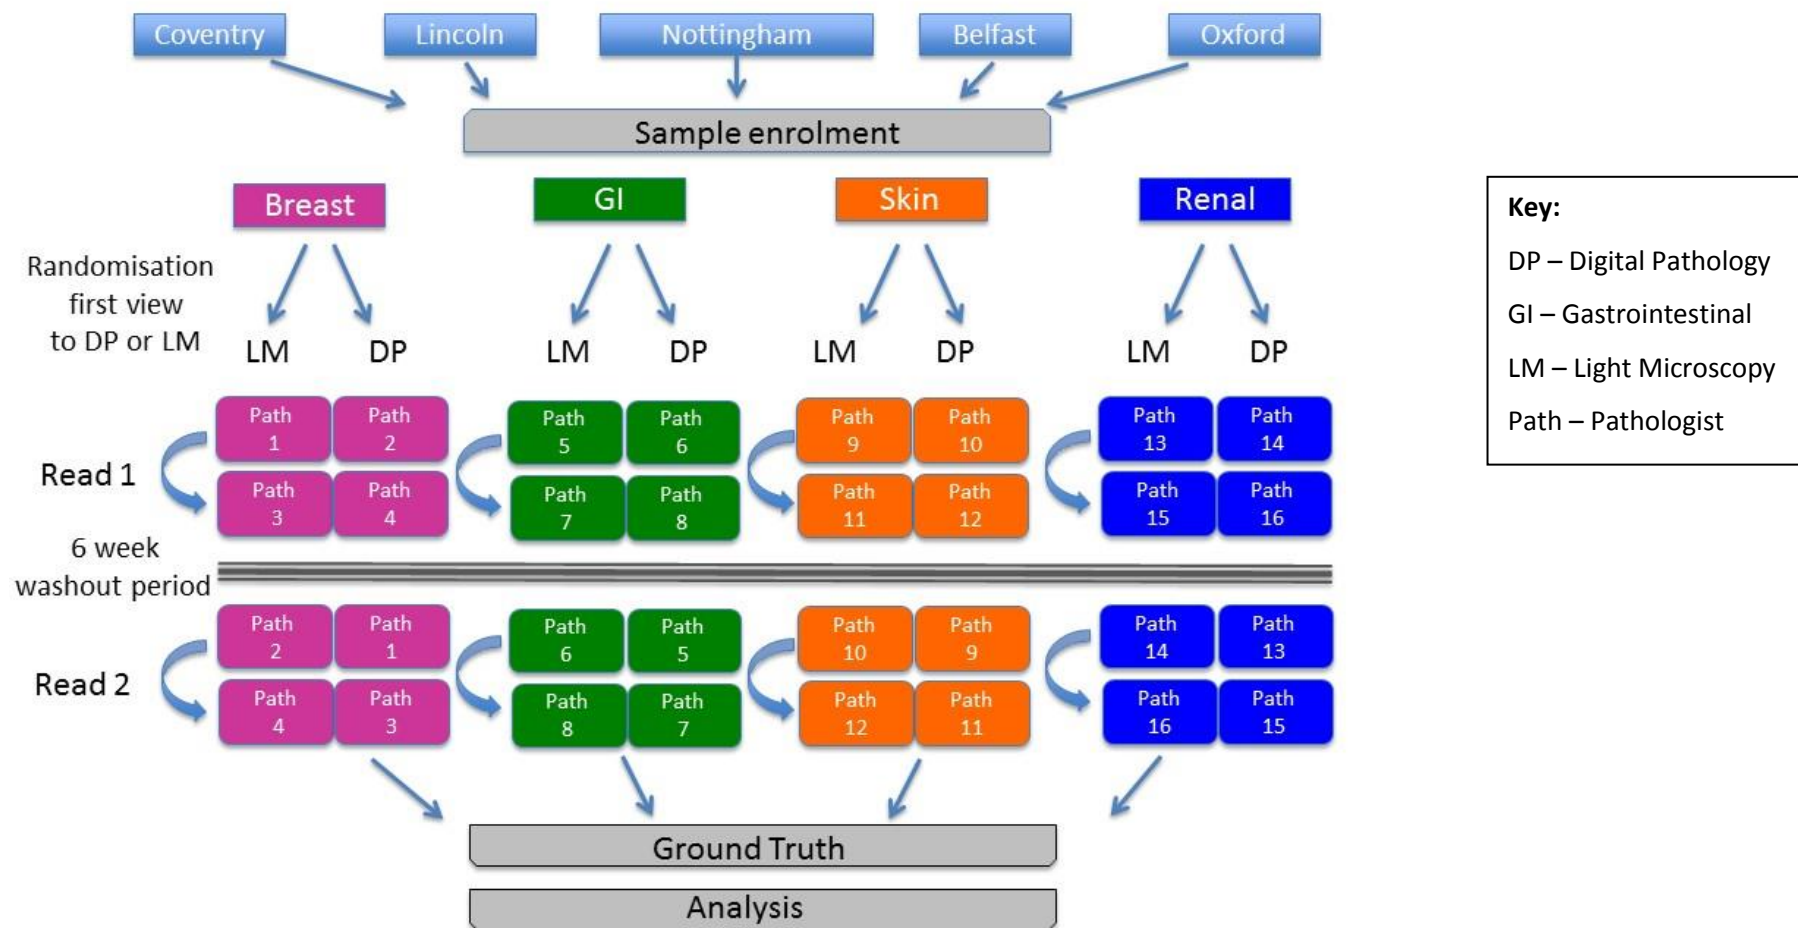 Coventry
Lincoln
Nottingham
Belfast
Oxford
Sample enrolment
Breast
GI
Skin
Renal
Randomisation
first view
to DP or LM
LM
DP
LM
DP
LM
DP
LM
DP
Read 1
Path
1
Path
2
Path
5
Path
6
Path
9
Path
10
Path
13
Path
14
Path
3
Path
4
Path
7
Path
8
Path
11
Path
12
Path
15
Path
16
6 week
washout period
Read 2
Path
2
Path
1
Path
6
Path
5
Path
10
Path
9
Path
14
Path
13
Path
4
Path
3
Path
8
Path
7
Path
12
Path
11
Path
16
Path
15
Ground Truth
Analysis
Key:
DP – Digital Pathology
GI – Gastrointestinal
LM – Light Microscopy
Path – Pathologist